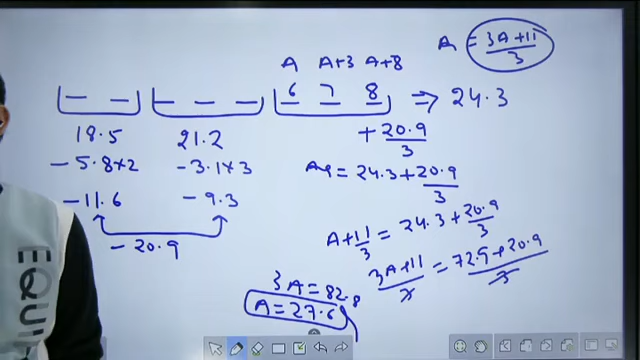 A = 3A+11/3
A A+3 A+8
6 7 8 ⇒ 24.3
18.5 21.2 +20.9/3
-5.8×2 -3.1×3
-11.6 -9.3
-20.9
= 24.3+20.9/3
A+11/3 = 24.3+20.9/3
3A+11/3 = 72.9+20.9/3
3A = 82.8
A = 27.6
EQUI